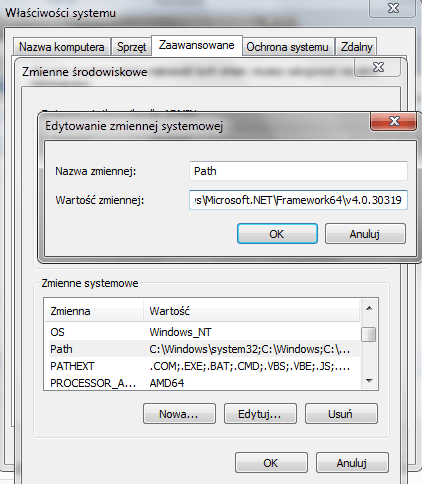 Właściwości systemu
Nazwa komputera Sprzęt Zaawansowane Ochrona systemu Zdalny
Zmienne środowiskowe
Edytowanie zmiennej systemowej
Nazwa zmiennej: Path
Wartość zmiennej: \Microsoft.NET\Framework64\v4.0.30319
OK Anuluj
Zmienne systemowe
Zmienna Wartość
OS Windows_NT
Path C:\Windows\system32;C:\Windows;C:\...
PATHEXT .COM;.EXE;.BAT;.CMD;.VBS;.VBE;.JS;....
PROCESSOR_A... AMD64
Nowa... Edytuj... Usuń
OK Anuluj